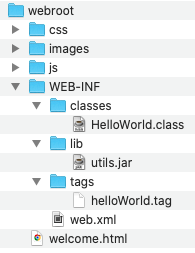 webroot
css
images
js
WEB-INF
classes
HelloWorld.class
lib
utils.jar
tags
helloWorld.tag
web.xml
welcome.html